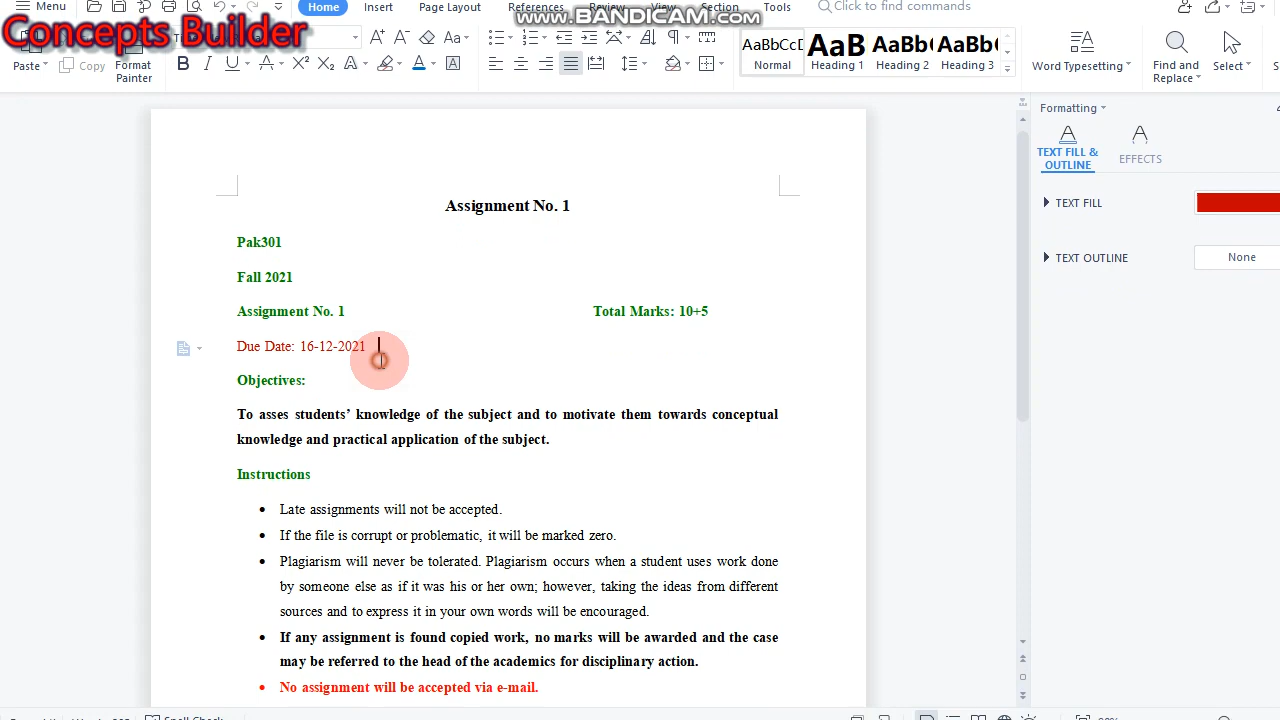 Menu Home Insert Page Layout References Review View Section Tools Click to find commands
www.BANDICAM.com
Concepts Builder
Paste Copy Format Painter
B I U A X² X₂ A A A Aa
AaBbCcD Normal AaB Heading 1 AaBb( Heading 2 AaBb( Heading 3
Word Typesetting Find and Replace Select
Formatting
TEXT FILL & OUTLINE
EFFECTS
TEXT FILL
TEXT OUTLINE None
Assignment No. 1
Pak301
Fall 2021
Assignment No. 1 Total Marks: 10+5
Due Date: 16-12-2021
Objectives:
To asses students’ knowledge of the subject and to motivate them towards conceptual
knowledge and practical application of the subject.
Instructions
• Late assignments will not be accepted.
• If the file is corrupt or problematic, it will be marked zero.
• Plagiarism will never be tolerated. Plagiarism occurs when a student uses work done
by someone else as if it was his or her own; however, taking the ideas from different
sources and to express it in your own words will be encouraged.
• If any assignment is found copied work, no marks will be awarded and the case
may be referred to the head of the academics for disciplinary action.
• No assignment will be accepted via e-mail.
Spell Check